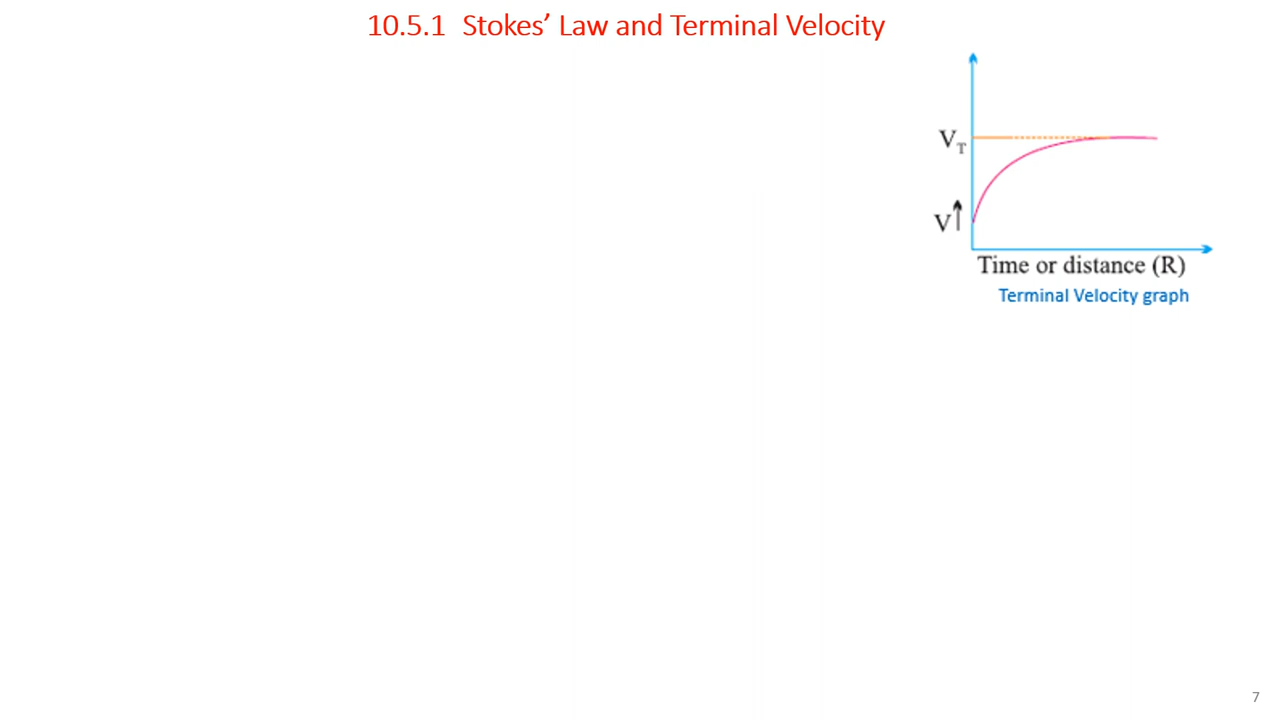 10.5.1 Stokes’ Law and Terminal Velocity
VT
V
Time or distance (R)
Terminal Velocity graph
7